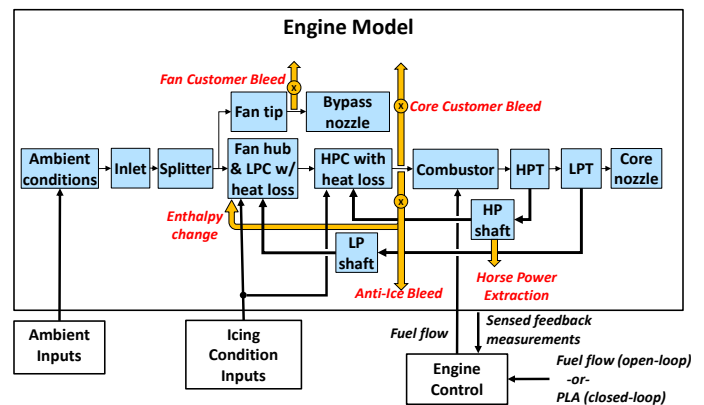 Engine Model
Fan Customer Bleed
x
x
Core Customer Bleed
Fan tip
Bypass
nozzle
Ambient
conditions
Inlet
Splitter
Fan hub
& LPC w/
heat loss
HPC with
heat loss
Combustor
HPT
LPT
Core
nozzle
x
Enthalpy
change
HP
shaft
LP
shaft
Horse Power
Extraction
Anti-Ice Bleed
Ambient
Inputs
Icing
Condition
Inputs
Fuel flow
Sensed feedback
measurements
Engine
Control
Fuel flow (open-loop)
-or-
PLA (closed-loop)